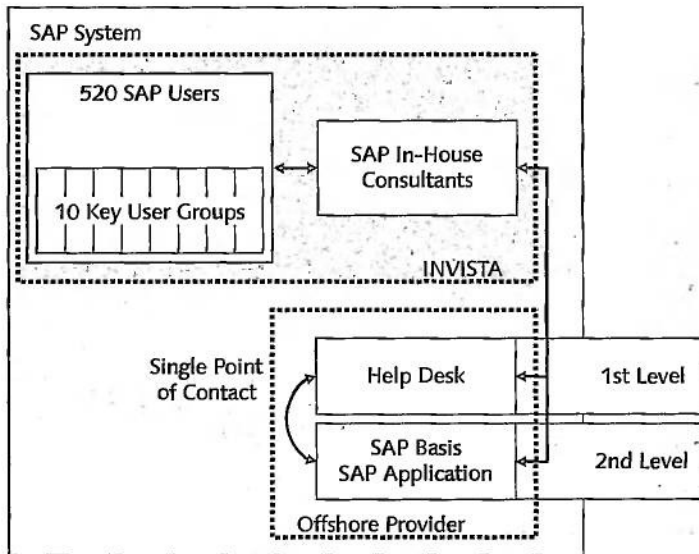 SAP System
520 SAP Users
10 Key User Groups
SAP In-House
Consultants
INVISTA
Single Point
of Contact
Help Desk
1st Level
SAP Basis
SAP Application
2nd Level
Offshore Provider